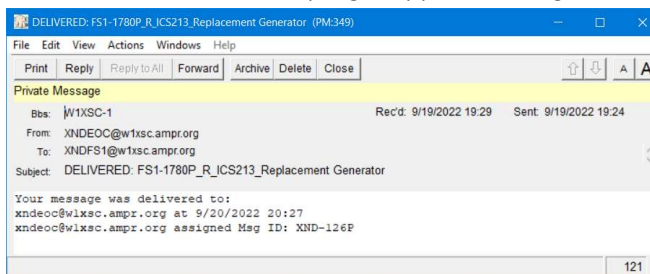 DELIVERED: FS1-1780P_R_ICS213_Replacement Generator (PM:349)
File Edit View Actions Windows Help
Print Reply Reply to All Forward Archive Delete Close A A
Private Message
Bbs: W1XSC-1 Rec'd: 9/19/2022 19:29 Sent: 9/19/2022 19:24
From: XNDEOC@w1xsc.ampr.org
To: XNDFS1@w1xsc.ampr.org
Subject: DELIVERED: FS1-1780P_R_ICS213_Replacement Generator
Your message was delivered to:
xndeoc@w1xsc.ampr.org at 9/20/2022 20:27
xndeoc@w1xsc.ampr.org assigned Msg ID: XND-126P
121